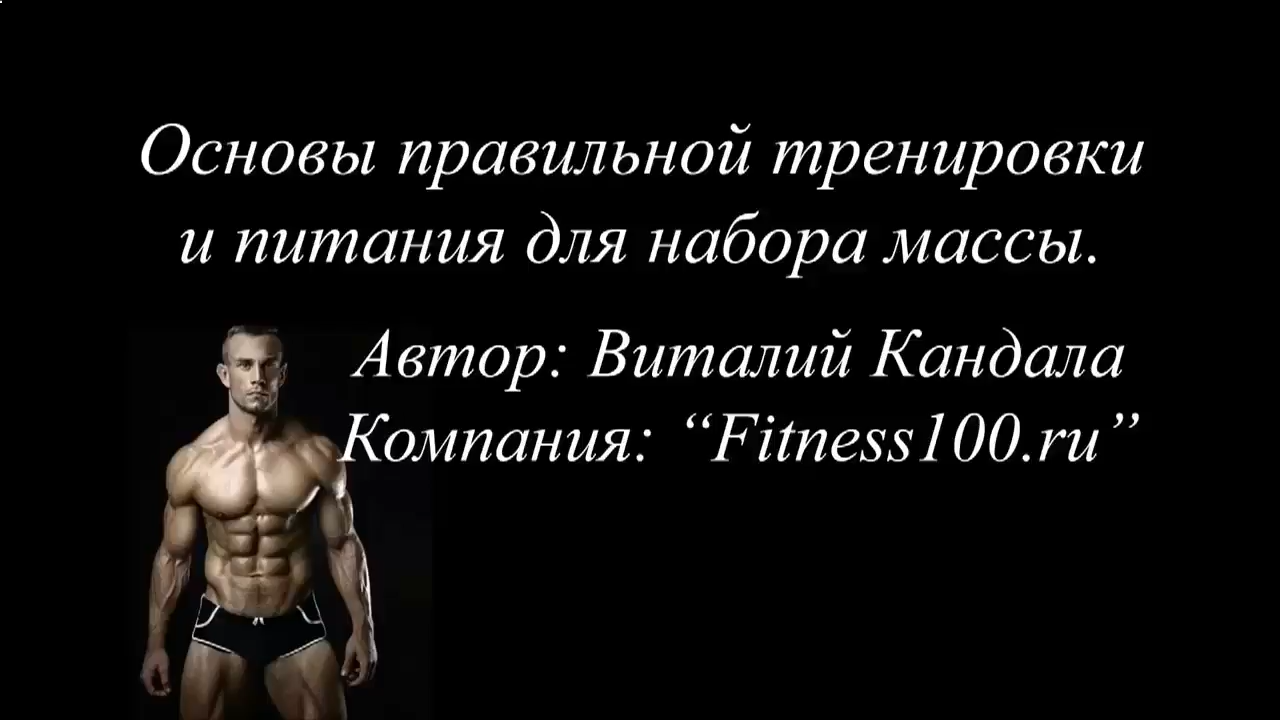 Основы правильной тренировки
и питания для набора массы.
Автор: Виталий Кандала
Компания: “Fitness100.ru”